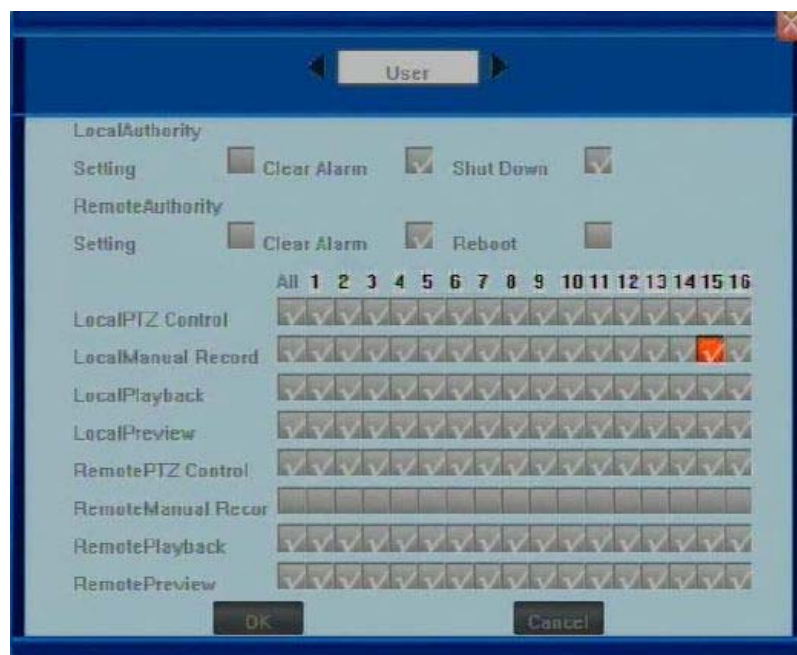 User
LocalAuthority
Setting Clear Alarm Shut Down
RemoteAuthority
Setting Clear Alarm Reboot
All 1 2 3 4 5 6 7 8 9 10 11 12 13 14 15 16
LocalPTZ Control
LocalManual Record
LocalPlayback
LocalPreview
RemotePTZ Control
RemoteManual Recor
RemotePlayback
RemotePreview
OK Cancel